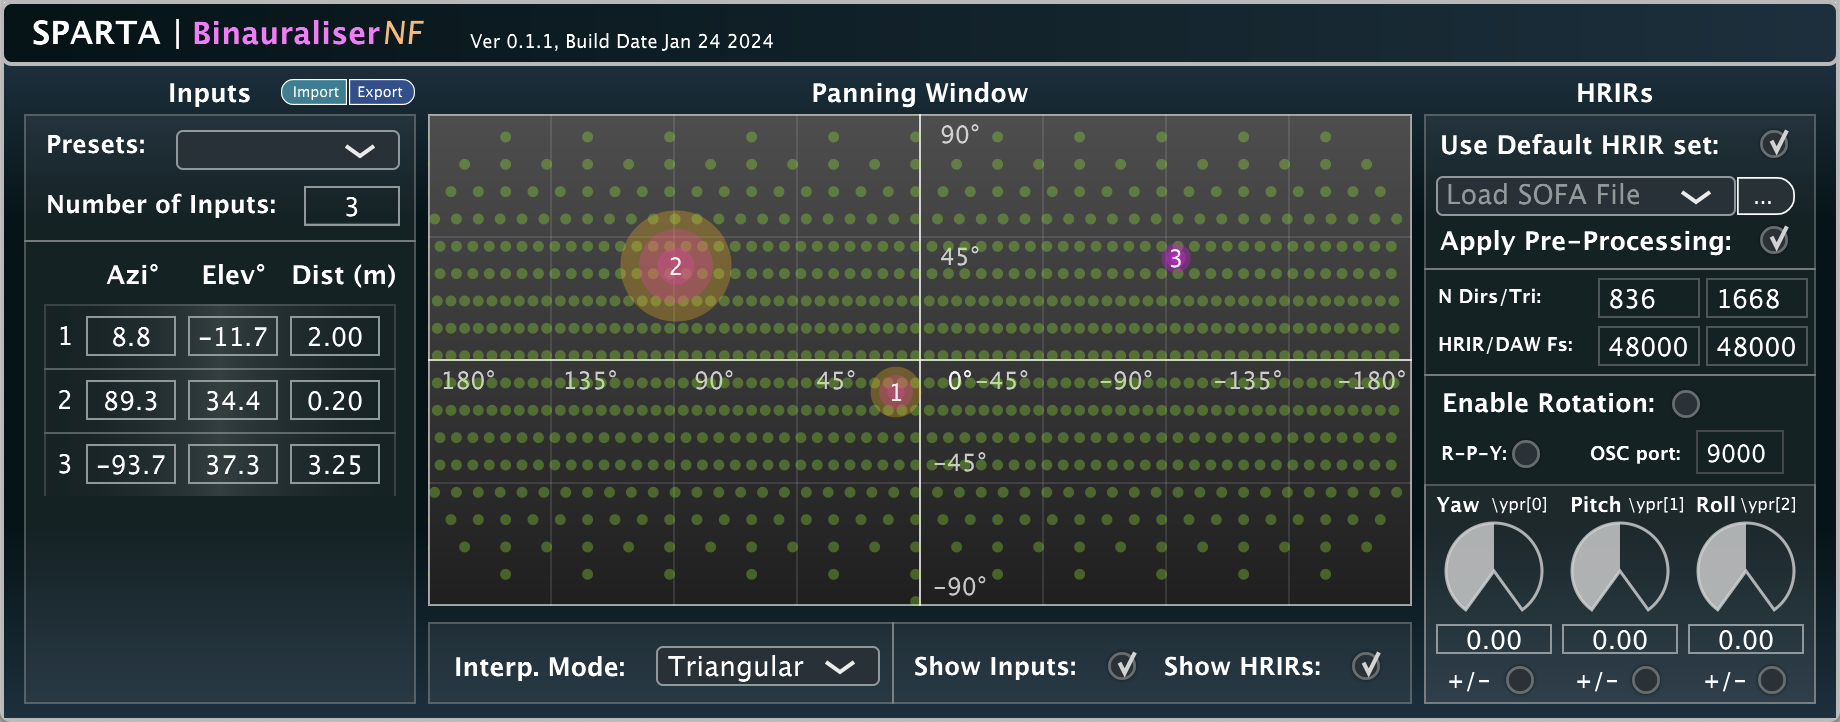 SPARTA | BinauraliserNF Ver 0.1.1, Build Date Jan 24 2024
Inputs Import Export
Presets:
Number of Inputs: 3
Azi° Elev° Dist (m)
1 8.8 -11.7 2.00
2 89.3 34.4 0.20
3 -93.7 37.3 3.25
Panning Window
90°
45°
2
3
180° 135° 90° 45° 0° -45° -90° -135° -180°
1
-45°
-90°
Interp. Mode: Triangular Show Inputs: Show HRIRs:
HRIRs
Use Default HRIR set:
Load SOFA File ...
Apply Pre-Processing:
N Dirs/Tri: 836 1668
HRIR/DAW Fs: 48000 48000
Enable Rotation:
R-P-Y: OSC port: 9000
Yaw \ypr[0] Pitch \ypr[1] Roll \ypr[2]
0.00 0.00 0.00
+/- +/- +/-